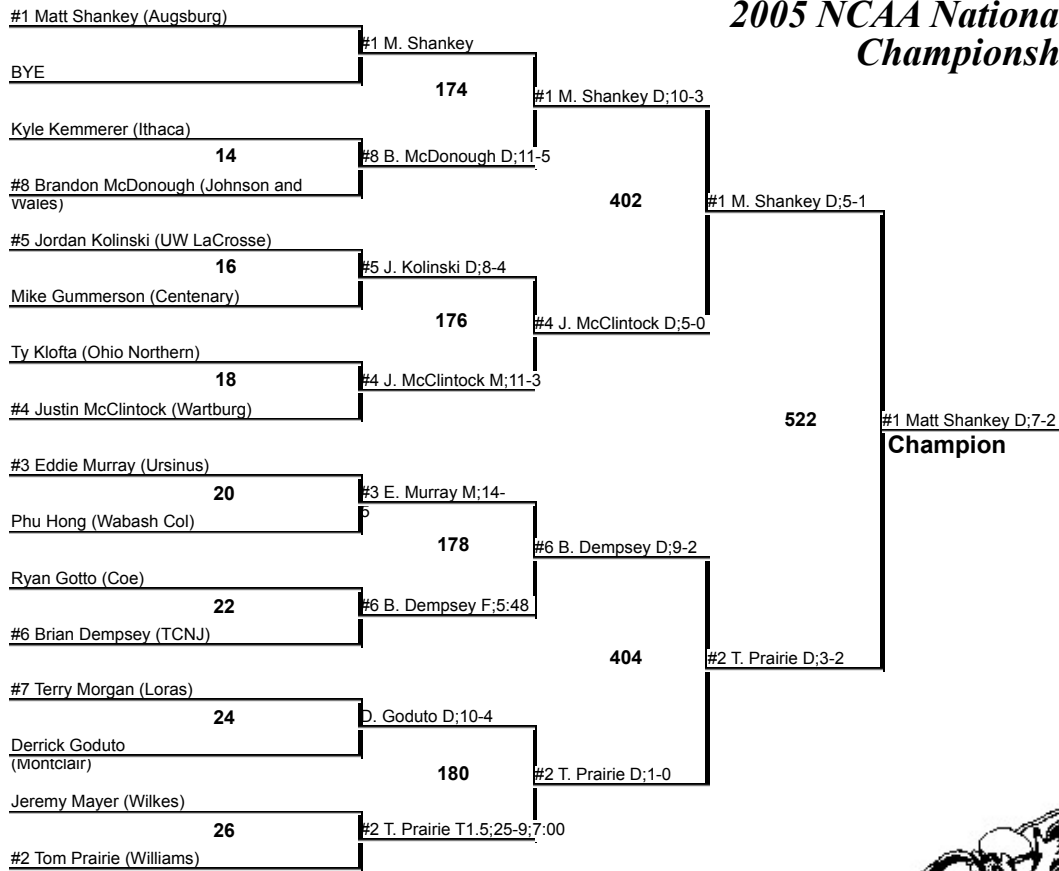 2005 NCAA Nationa
Championsh
#1 Matt Shankey (Augsburg)
#1 M. Shankey
BYE
174
#1 M. Shankey D;10-3
Kyle Kemmerer (Ithaca)
14
#8 B. McDonough D;11-5
#8 Brandon McDonough (Johnson and
Wales)
402
#1 M. Shankey D;5-1
#5 Jordan Kolinski (UW LaCrosse)
16
#5 J. Kolinski D;8-4
Mike Gummerson (Centenary)
176
#4 J. McClintock D;5-0
Ty Klofta (Ohio Northern)
18
#4 J. McClintock M;11-3
#4 Justin McClintock (Wartburg)
522
#1 Matt Shankey D;7-2
Champion
#3 Eddie Murray (Ursinus)
20
#3 E. Murray M;14-
5
Phu Hong (Wabash Col)
178
#6 B. Dempsey D;9-2
Ryan Gotto (Coe)
22
#6 B. Dempsey F;5:48
#6 Brian Dempsey (TCNJ)
404
#2 T. Prairie D;3-2
#7 Terry Morgan (Loras)
24
D. Goduto D;10-4
Derrick Goduto
(Montclair)
180
#2 T. Prairie D;1-0
Jeremy Mayer (Wilkes)
26
#2 T. Prairie T1.5;25-9;7:00
#2 Tom Prairie (Williams)